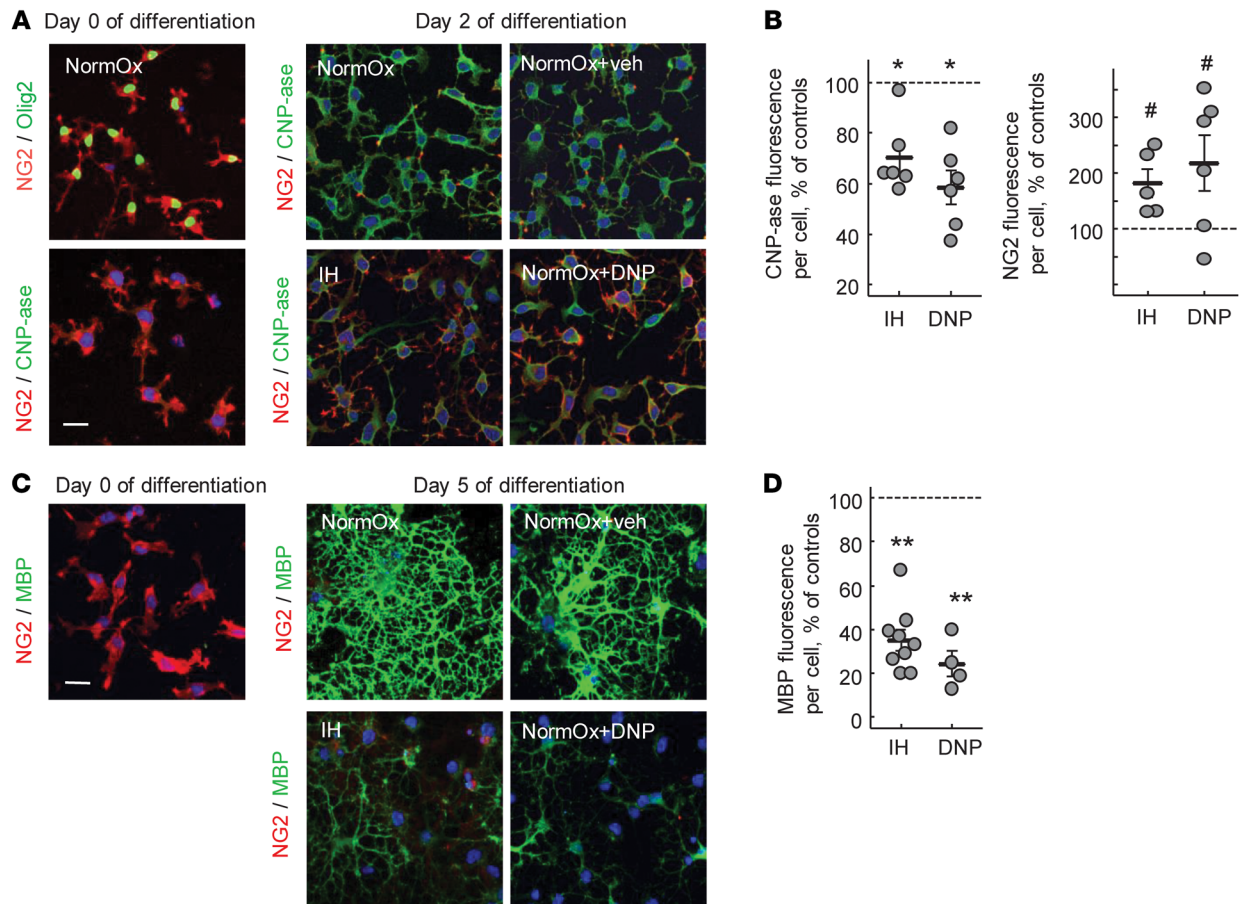 A
Day 0 of differentiation
Day 2 of differentiation
NG2 / Olig2
NormOx
NG2 / CNP-ase
NormOx
NormOx+veh
NG2 / CNP-ase
NG2 / CNP-ase
IH
NormOx+DNP
B
CNP-ase fluorescence
per cell, % of controls
100
80
60
40
20
*
*
IH
DNP
NG2 fluorescence
per cell, % of controls
300
200
100
#
#
IH
DNP
C
Day 0 of differentiation
Day 5 of differentiation
NG2 / MBP
NG2 / MBP
NormOx
NormOx+veh
NG2 / MBP
IH
NormOx+DNP
D
MBP fluorescence
per cell, % of controls
100
80
60
40
20
0
**
**
IH
DNP